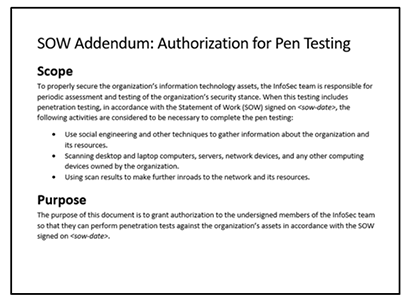 SOW Addendum: Authorization for Pen Testing
Scope
To properly secure the organization's information technology assets, the InfoSec team is responsible for
periodic assessment and testing of the organization's security stance. When this testing includes
penetration testing, in accordance with the Statement of Work (SOW) signed on <sow-date>, the
following activities are considered to be necessary to complete the pen testing:
• Use social engineering and other techniques to gather information about the organization and
its resources.
• Scanning desktop and laptop computers, servers, network devices, and any other computing
devices owned by the organization.
• Using scan results to make further inroads to the network and its resources.
Purpose
The purpose of this document is to grant authorization to the undersigned members of the InfoSec team
so that they can perform penetration tests against the organization's assets in accordance with the SOW
signed on <sow-date>.